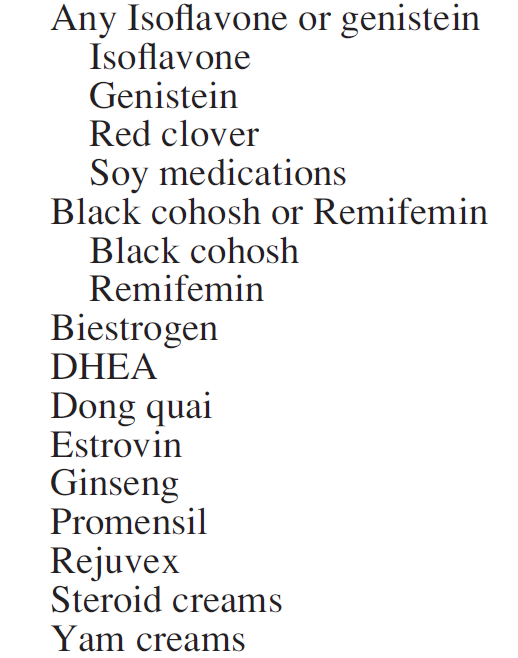 Any Isoflavone or genistein
Isoflavone
Genistein
Red clover
Soy medications
Black cohosh or Remifemin
Black cohosh
Remifemin
Biestrogen
DHEA
Dong quai
Estrovin
Ginseng
Promensil
Rejuvex
Steroid creams
Yam creams